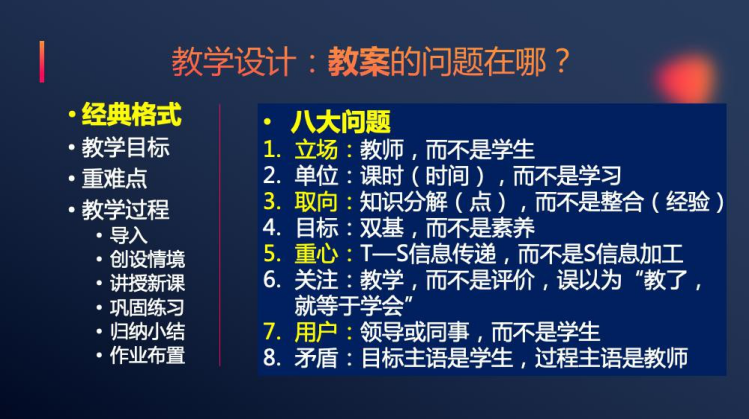 教学设计：教案的问题在哪？
• 经典格式
• 教学目标
• 重难点
• 教学过程
• 导入
• 创设情境
• 讲授新课
• 巩固练习
• 归纳小结
• 作业布置
• 八大问题
1. 立场：教师，而不是学生
2. 单位：课时（时间），而不是学习
3. 取向：知识分解（点），而不是整合（经验）
4. 目标：双基，而不是素养
5. 重心：T—S信息传递，而不是S信息加工
6. 关注：教学，而不是评价，误以为“教了，
就等于学会”
7. 用户：领导或同事，而不是学生
8. 矛盾：目标主语是学生，过程主语是教师